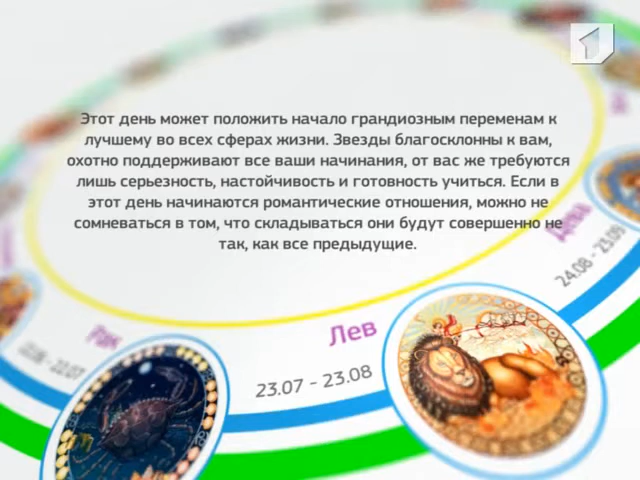 Этот день может положить начало грандиозным переменам к
лучшему во всех сферах жизни. Звезды благосклонны к вам,
охотно поддерживают все ваши начинания, от вас же требуются
лишь серьезность, настойчивость и готовность учиться. Если в
этот день начинаются романтические отношения, можно не
сомневаться в том, что складываться они будут совершенно не
так, как все предыдущие.
Дева
24.08 - 23.09
Лев
23.07 - 23.08
Рак
1